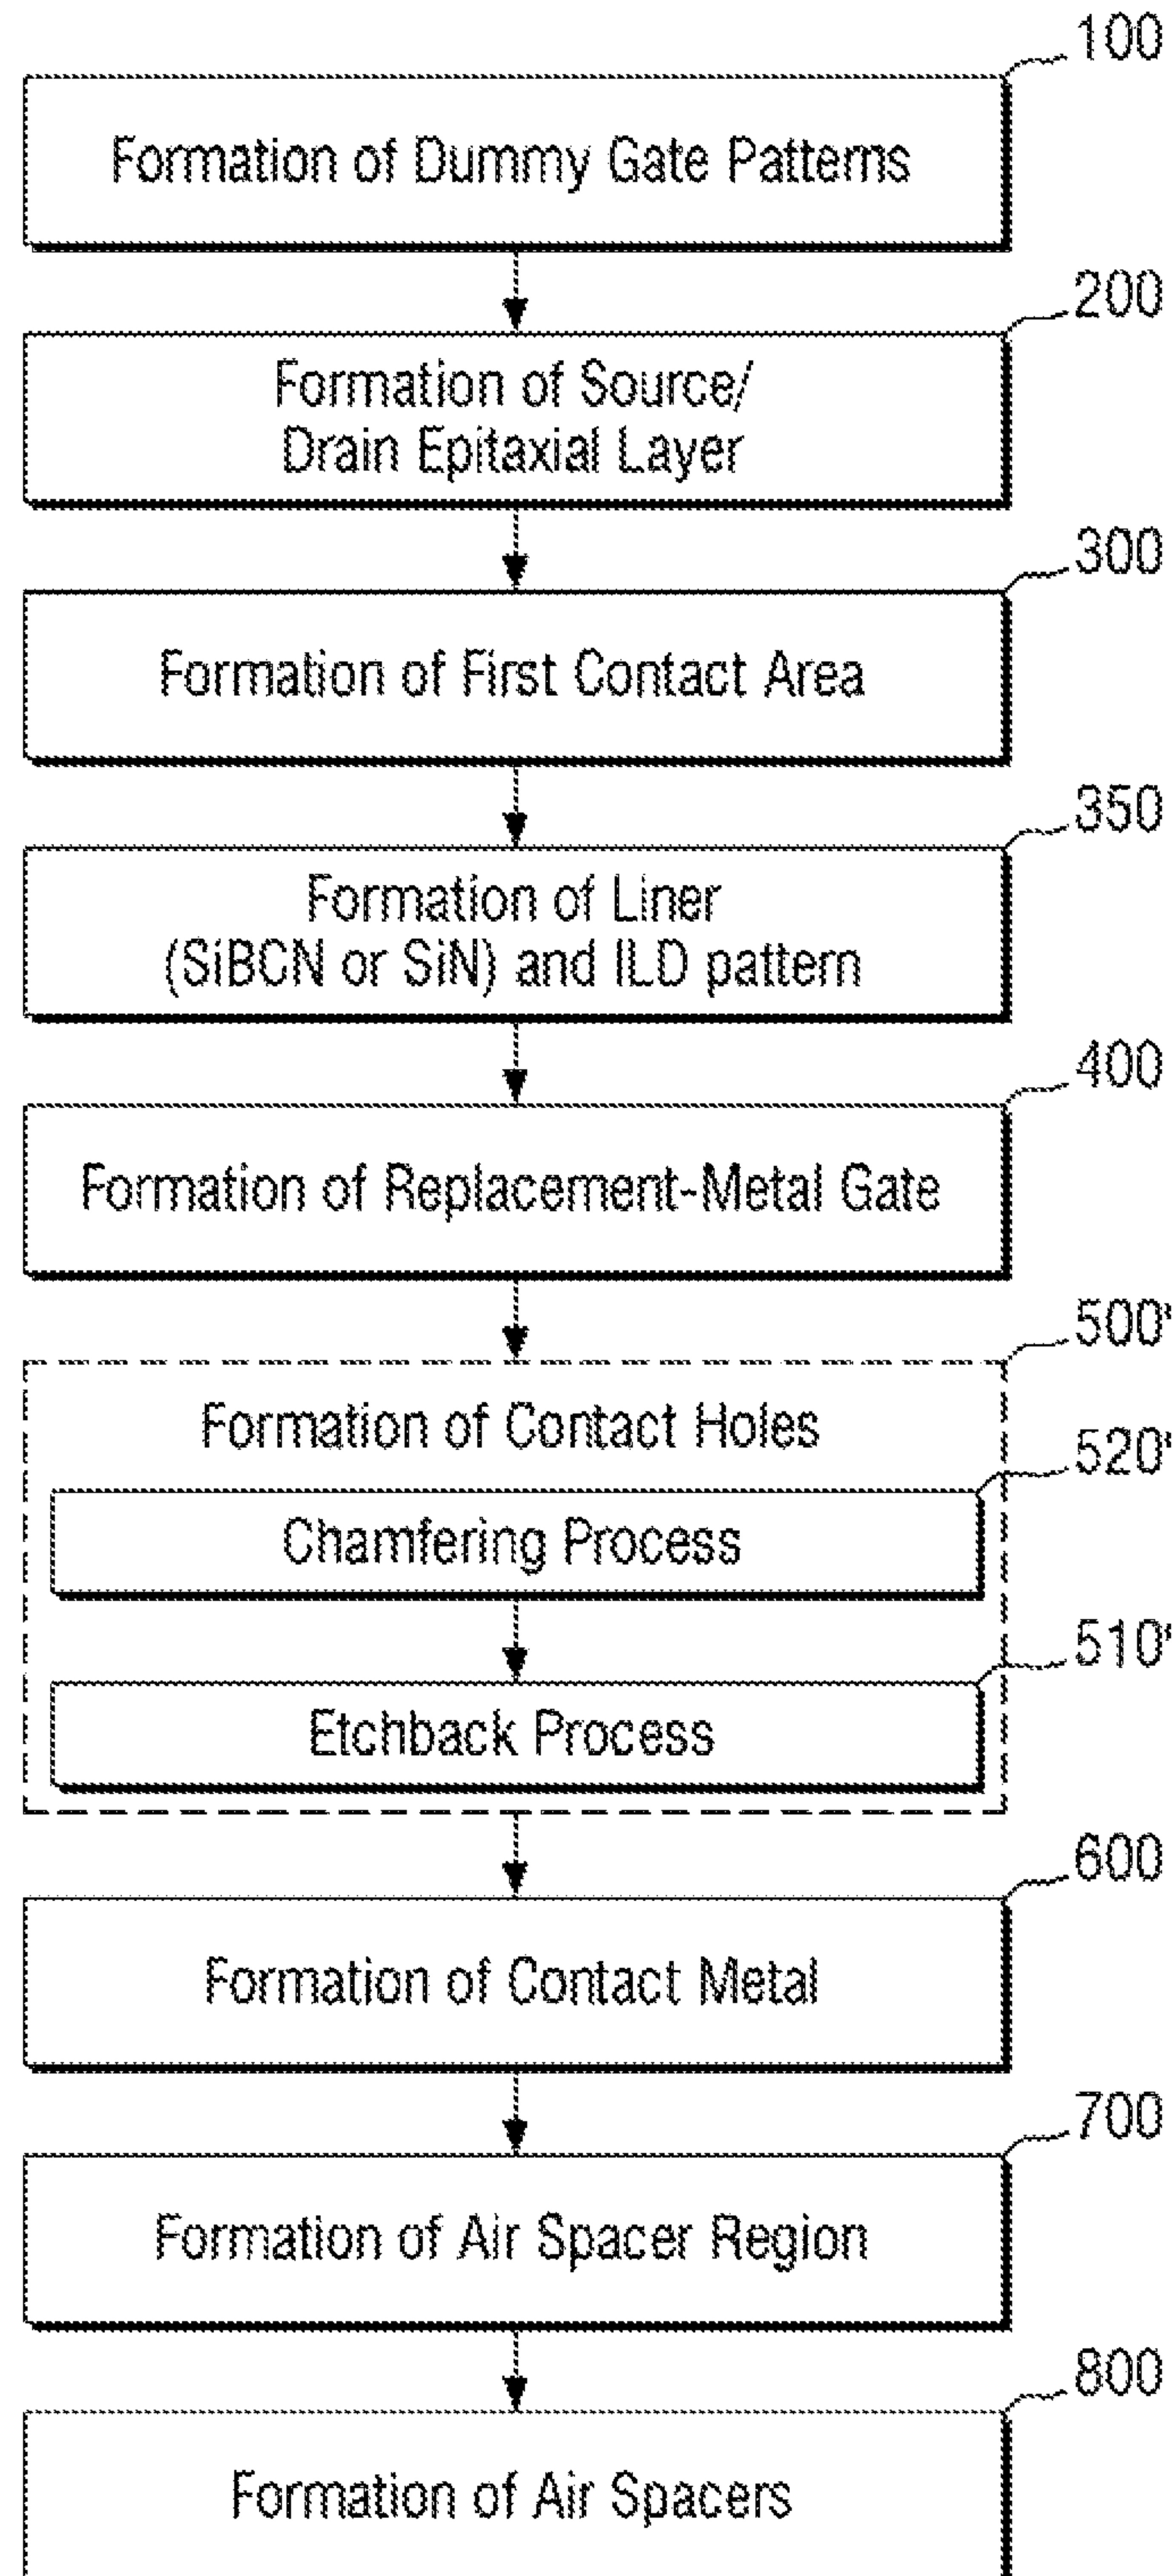 100
Formation of Dummy Gate Patterns
200
Formation of Source/
Drain Epitaxial Layer
300
Formation of First Contact Area
350
Formation of Liner
(SiBCN or SiN) and ILD pattern
400
Formation of Replacement-Metal Gate
500'
Formation of Contact Holes
520'
Chamfering Process
510'
Etchback Process
600
Formation of Contact Metal
700
Formation of Air Spacer Region
800
Formation of Air Spacers